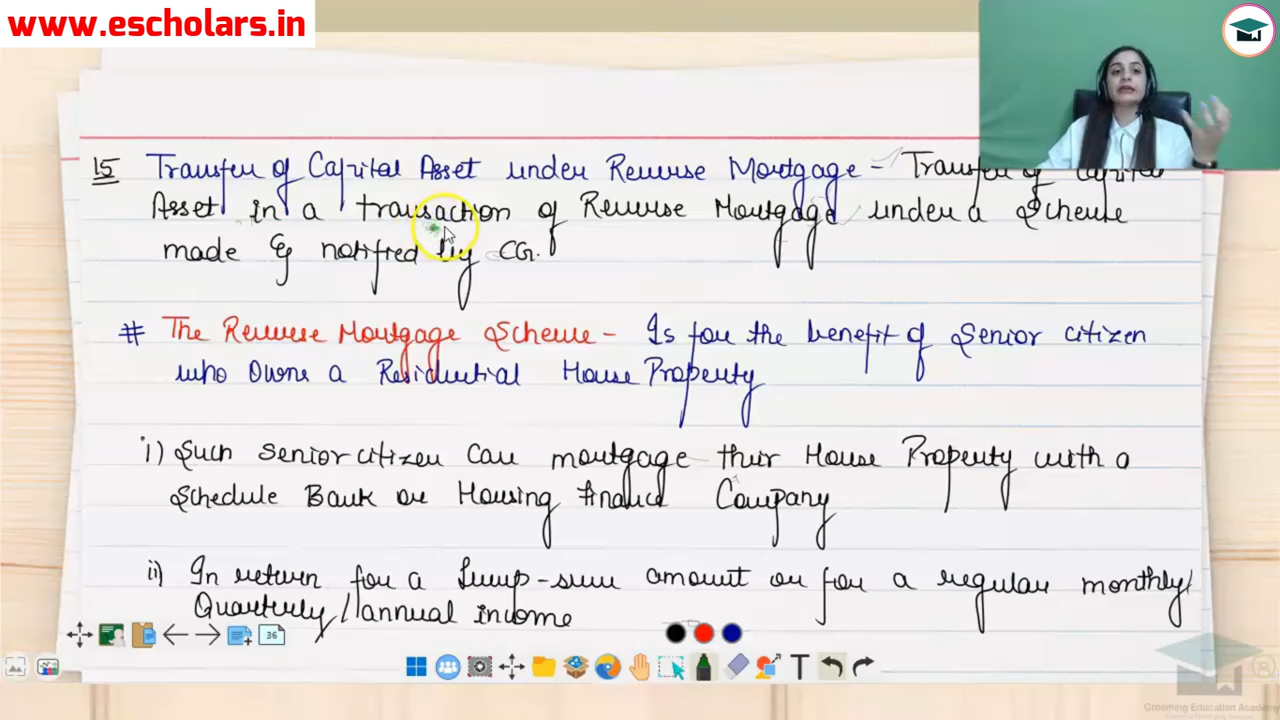 www.escholars.in
15 Transfer of Capital Asset under Reverse Mortgage - Transfer of Capital
Asset in a transaction of Reverse Mortgage under a Scheme
made & notified by CG.
# The Reverse Mortgage Scheme - Is for the benefit of Senior citizen
who Owns a Residential House Property
i) Such senior citizen Can mortgage their House Property with a
Schedule Bank or Housing finance Company
ii) In return for a Lump-sum amount or for a regular monthly/
Quarterly/annual income
36
T
Grooming Education Academy